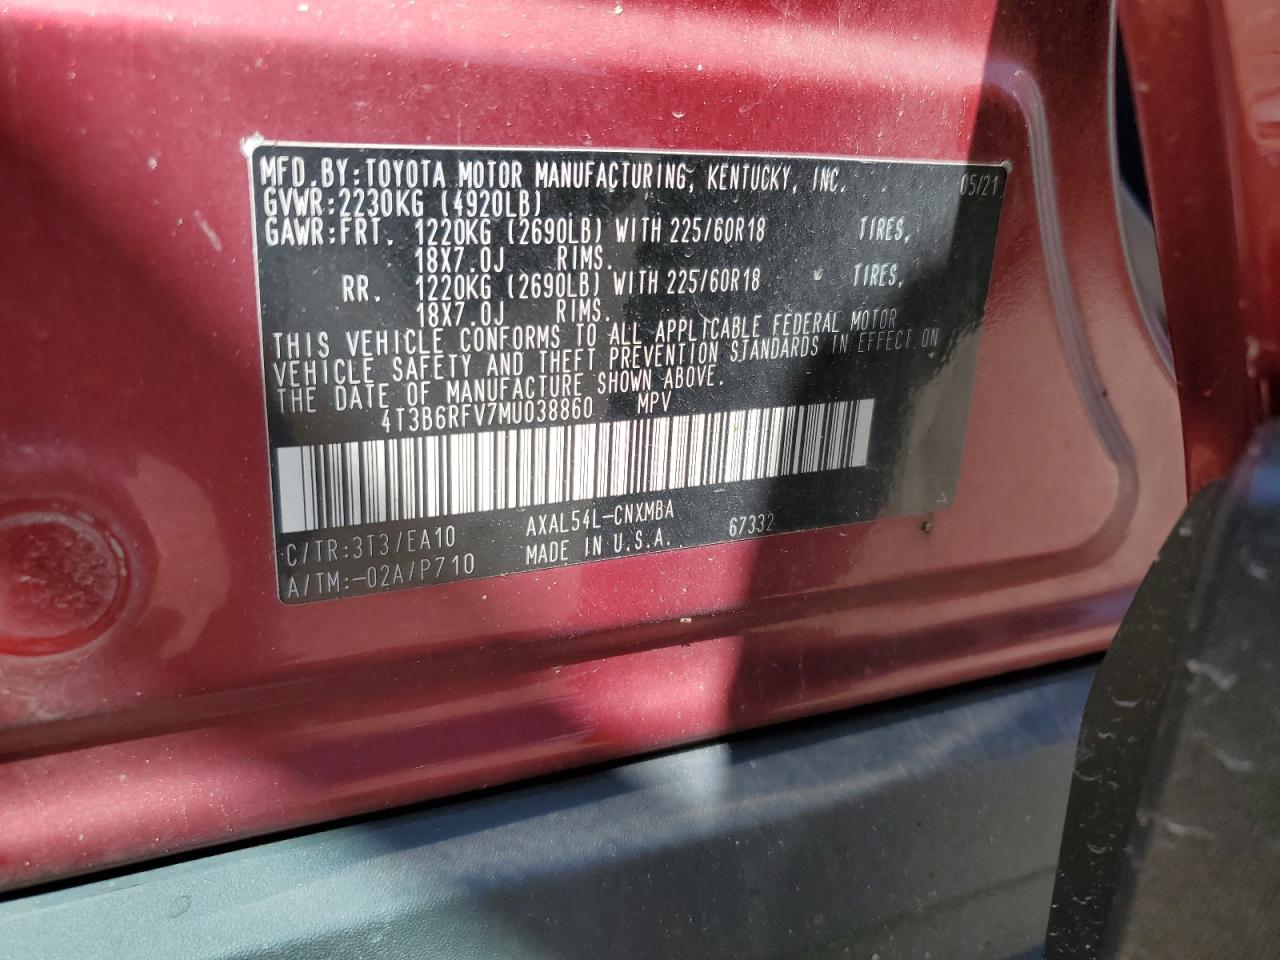 MFD.BY:TOYOTA MOTOR MANUFACTURING, KENTUCKY, INC. 05/21
GVWR:2230KG (4920LB)
GAWR:FRT. 1220KG (2690LB) WITH 225/60R18 TIRES,
18X7.0J RIMS.
RR. 1220KG (2690LB) WITH 225/60R18 TIRES,
18X7.0J RIMS.
THIS VEHICLE CONFORMS TO ALL APPLICABLE FEDERAL MOTOR
VEHICLE SAFETY AND THEFT PREVENTION STANDARDS IN EFFECT ON
THE DATE OF MANUFACTURE SHOWN ABOVE.
4T3B6RFV7MU038860 MPV
C/TR:3T3/EA10 AXAL54L-CNXMBA 67332 A
A/TM:-02A/P710 MADE IN U.S.A.